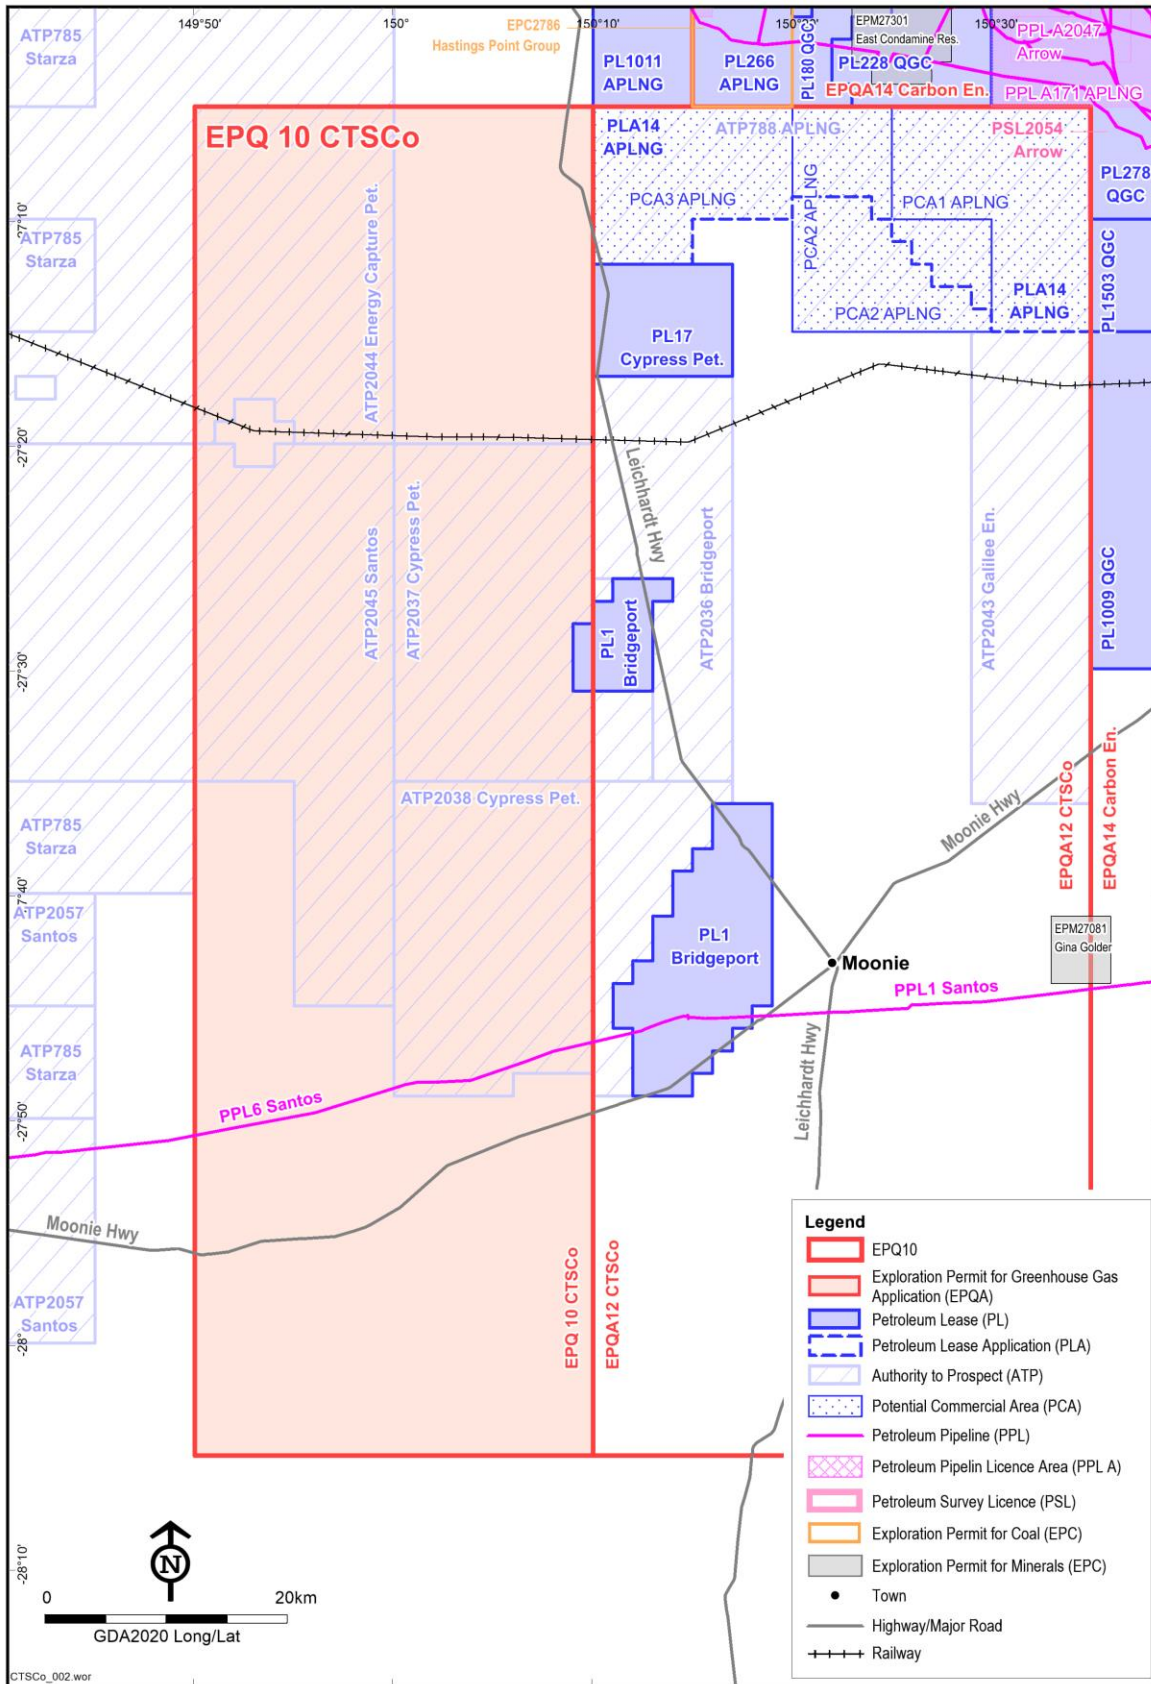 149°50'
150°
150°10'
150°20'
150°30'
ATP785
Starza
EPC2786
Hastings Point Group
PL1011
APLNG
PL266
APLNG
PL180 QGC
EPM27301
East Condamine Res.
PL228 QGC
PPL A2047
Arrow
EPQA14 Carbon En.
PPL A171 APLNG
EPQ 10 CTSCo
PLA14
APLNG
ATP788 APLNG
PSL2054
Arrow
PCA3 APLNG
PCA2 APLNG
PCA1 APLNG
PL278
QGC
-27°10'
ATP785
Starza
ATP2044 Energy Capture Pet.
PL1503 QGC
PLA14
APLNG
PCA2 APLNG
PL17
Cypress Pet.
-27°20'
Leichhardt Hwy
ATP2045 Santos
ATP2037 Cypress Pet.
ATP2036 Bridgeport
ATP2043 Galilee En.
PL1009 QGC
PL1
Bridgeport
-27°30'
ATP2038 Cypress Pet.
ATP785
Starza
Moonie Hwy
EPQA12 CTSCo
EPQA14 Carbon En.
-27°40'
ATP2057
Santos
PL1
Bridgeport
EPM27081
Gina Golder
Moonie
PPL1 Santos
ATP785
Starza
Leichhardt Hwy
PPL6 Santos
-27°50'
Moonie Hwy
EPQ 10 CTSCo
EPQA12 CTSCo
ATP2057
Santos
-28°
Legend
EPQ10
Exploration Permit for Greenhouse Gas
Application (EPQA)
Petroleum Lease (PL)
Petroleum Lease Application (PLA)
Authority to Prospect (ATP)
Potential Commercial Area (PCA)
Petroleum Pipeline (PPL)
Petroleum Pipelin Licence Area (PPL A)
Petroleum Survey Licence (PSL)
Exploration Permit for Coal (EPC)
Exploration Permit for Minerals (EPC)
Town
Highway/Major Road
Railway
-28°10'
N
0 20km
GDA2020 Long/Lat
CTSCo_002.wor